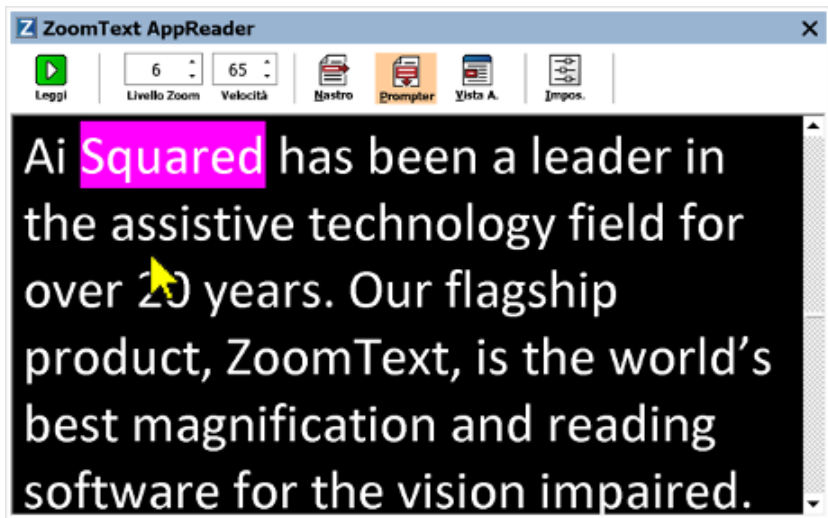 ZoomText AppReader
6 65
Leggi Livello Zoom Velocità Nastro Prompter Vista A. Impos.
Ai Squared has been a leader in
the assistive technology field for
over 20 years. Our flagship
product, ZoomText, is the world’s
best magnification and reading
software for the vision impaired.